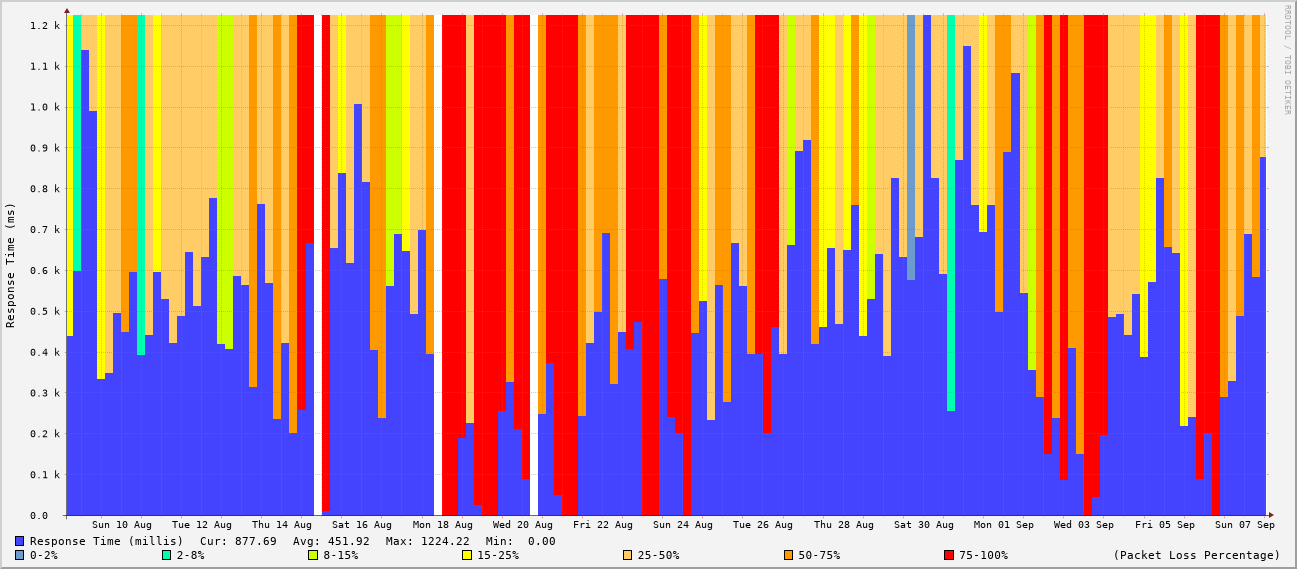 1.2 k
1.1 k
1.0 k
0.9 k
0.8 k
0.7 k
0.6 k
0.5 k
0.4 k
0.3 k
0.2 k
0.1 k
0.0
Response Time (ms)
RRDTOOL / TOBI OETIKER
Sun 10 Aug Tue 12 Aug Thu 14 Aug Sat 16 Aug Mon 18 Aug Wed 20 Aug Fri 22 Aug Sun 24 Aug Tue 26 Aug Thu 28 Aug Sat 30 Aug Mon 01 Sep Wed 03 Sep Fri 05 Sep Sun 07 Sep
Response Time (millis) Cur: 877.69 Avg: 451.92 Max: 1224.22 Min: 0.00
0-2% 2-8% 8-15% 15-25% 25-50% 50-75% 75-100% (Packet Loss Percentage)